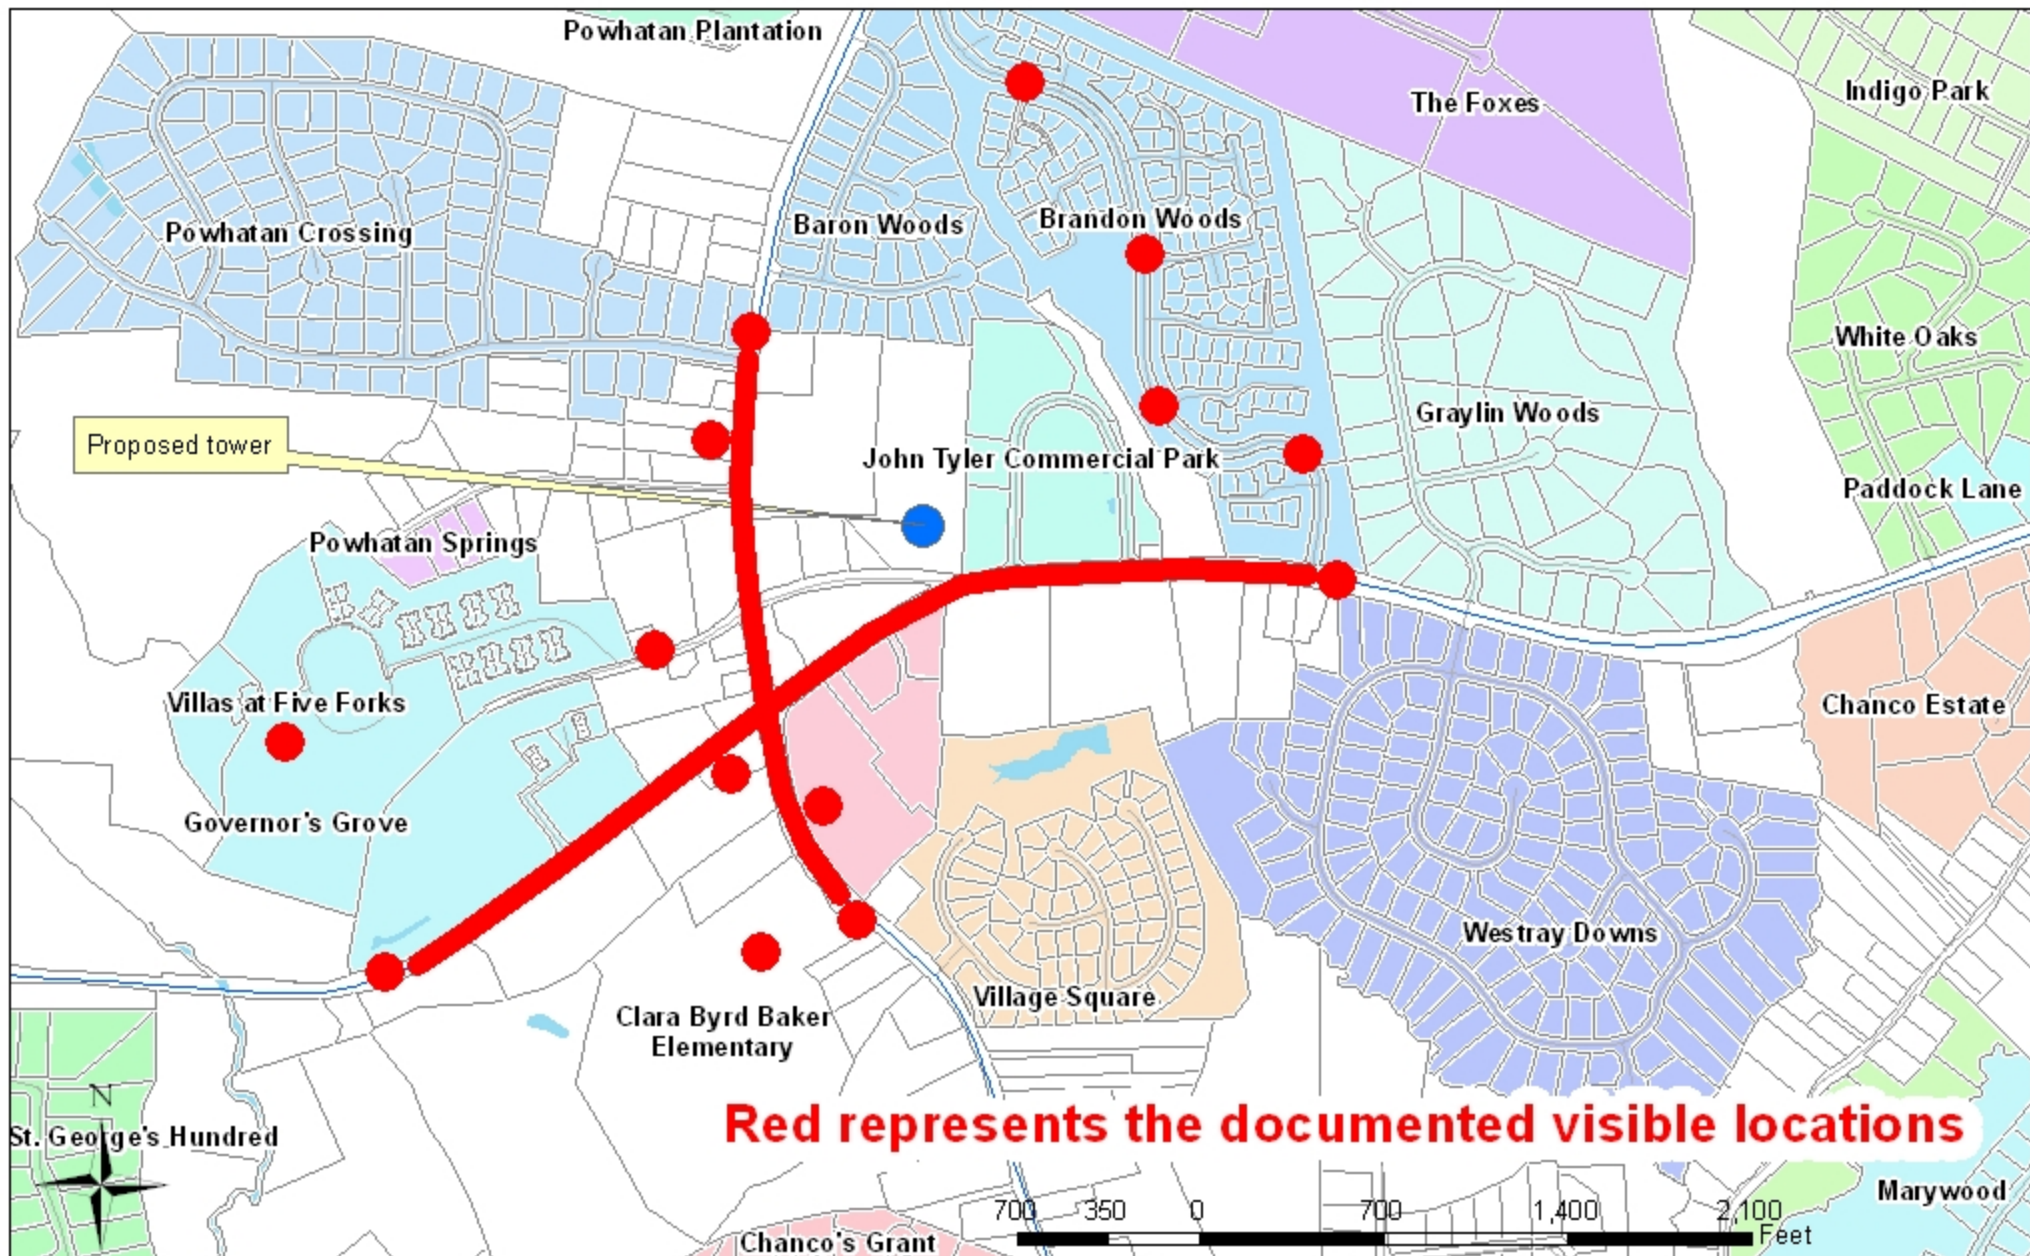 Powhatan Plantation
Indigo Park
The Foxes
Powhatan Crossing
Baron Woods
Brandon Woods
White Oaks
Graylin Woods
Proposed tower
John Tyler Commercial Park
Paddock Lane
Powhatan Springs
Villas at Five Forks
Chanco Estate
Governor's Grove
Westray Downs
Village Square
Clara Byrd Baker
Elementary
N
Red represents the documented visible locations
St. George's Hundred
Marywood
700 350 0 700 1,400 2,100
Feet
Chanco's Grant